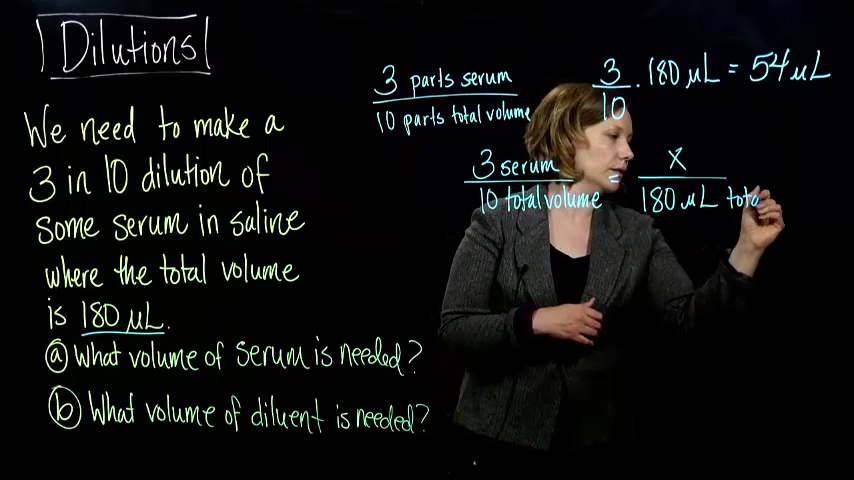 Dilutions
We need to make a
3 in 10 dilution of
some serum in saline
where the total volume
is 180 µL.
ⓐ What volume of serum is needed?
ⓑ What volume of diluent is needed?
3 parts serum
10 parts total volume
3/10 · 180 µL = 54 µL
3 serum
10 total volume
=
x
180 µL tota